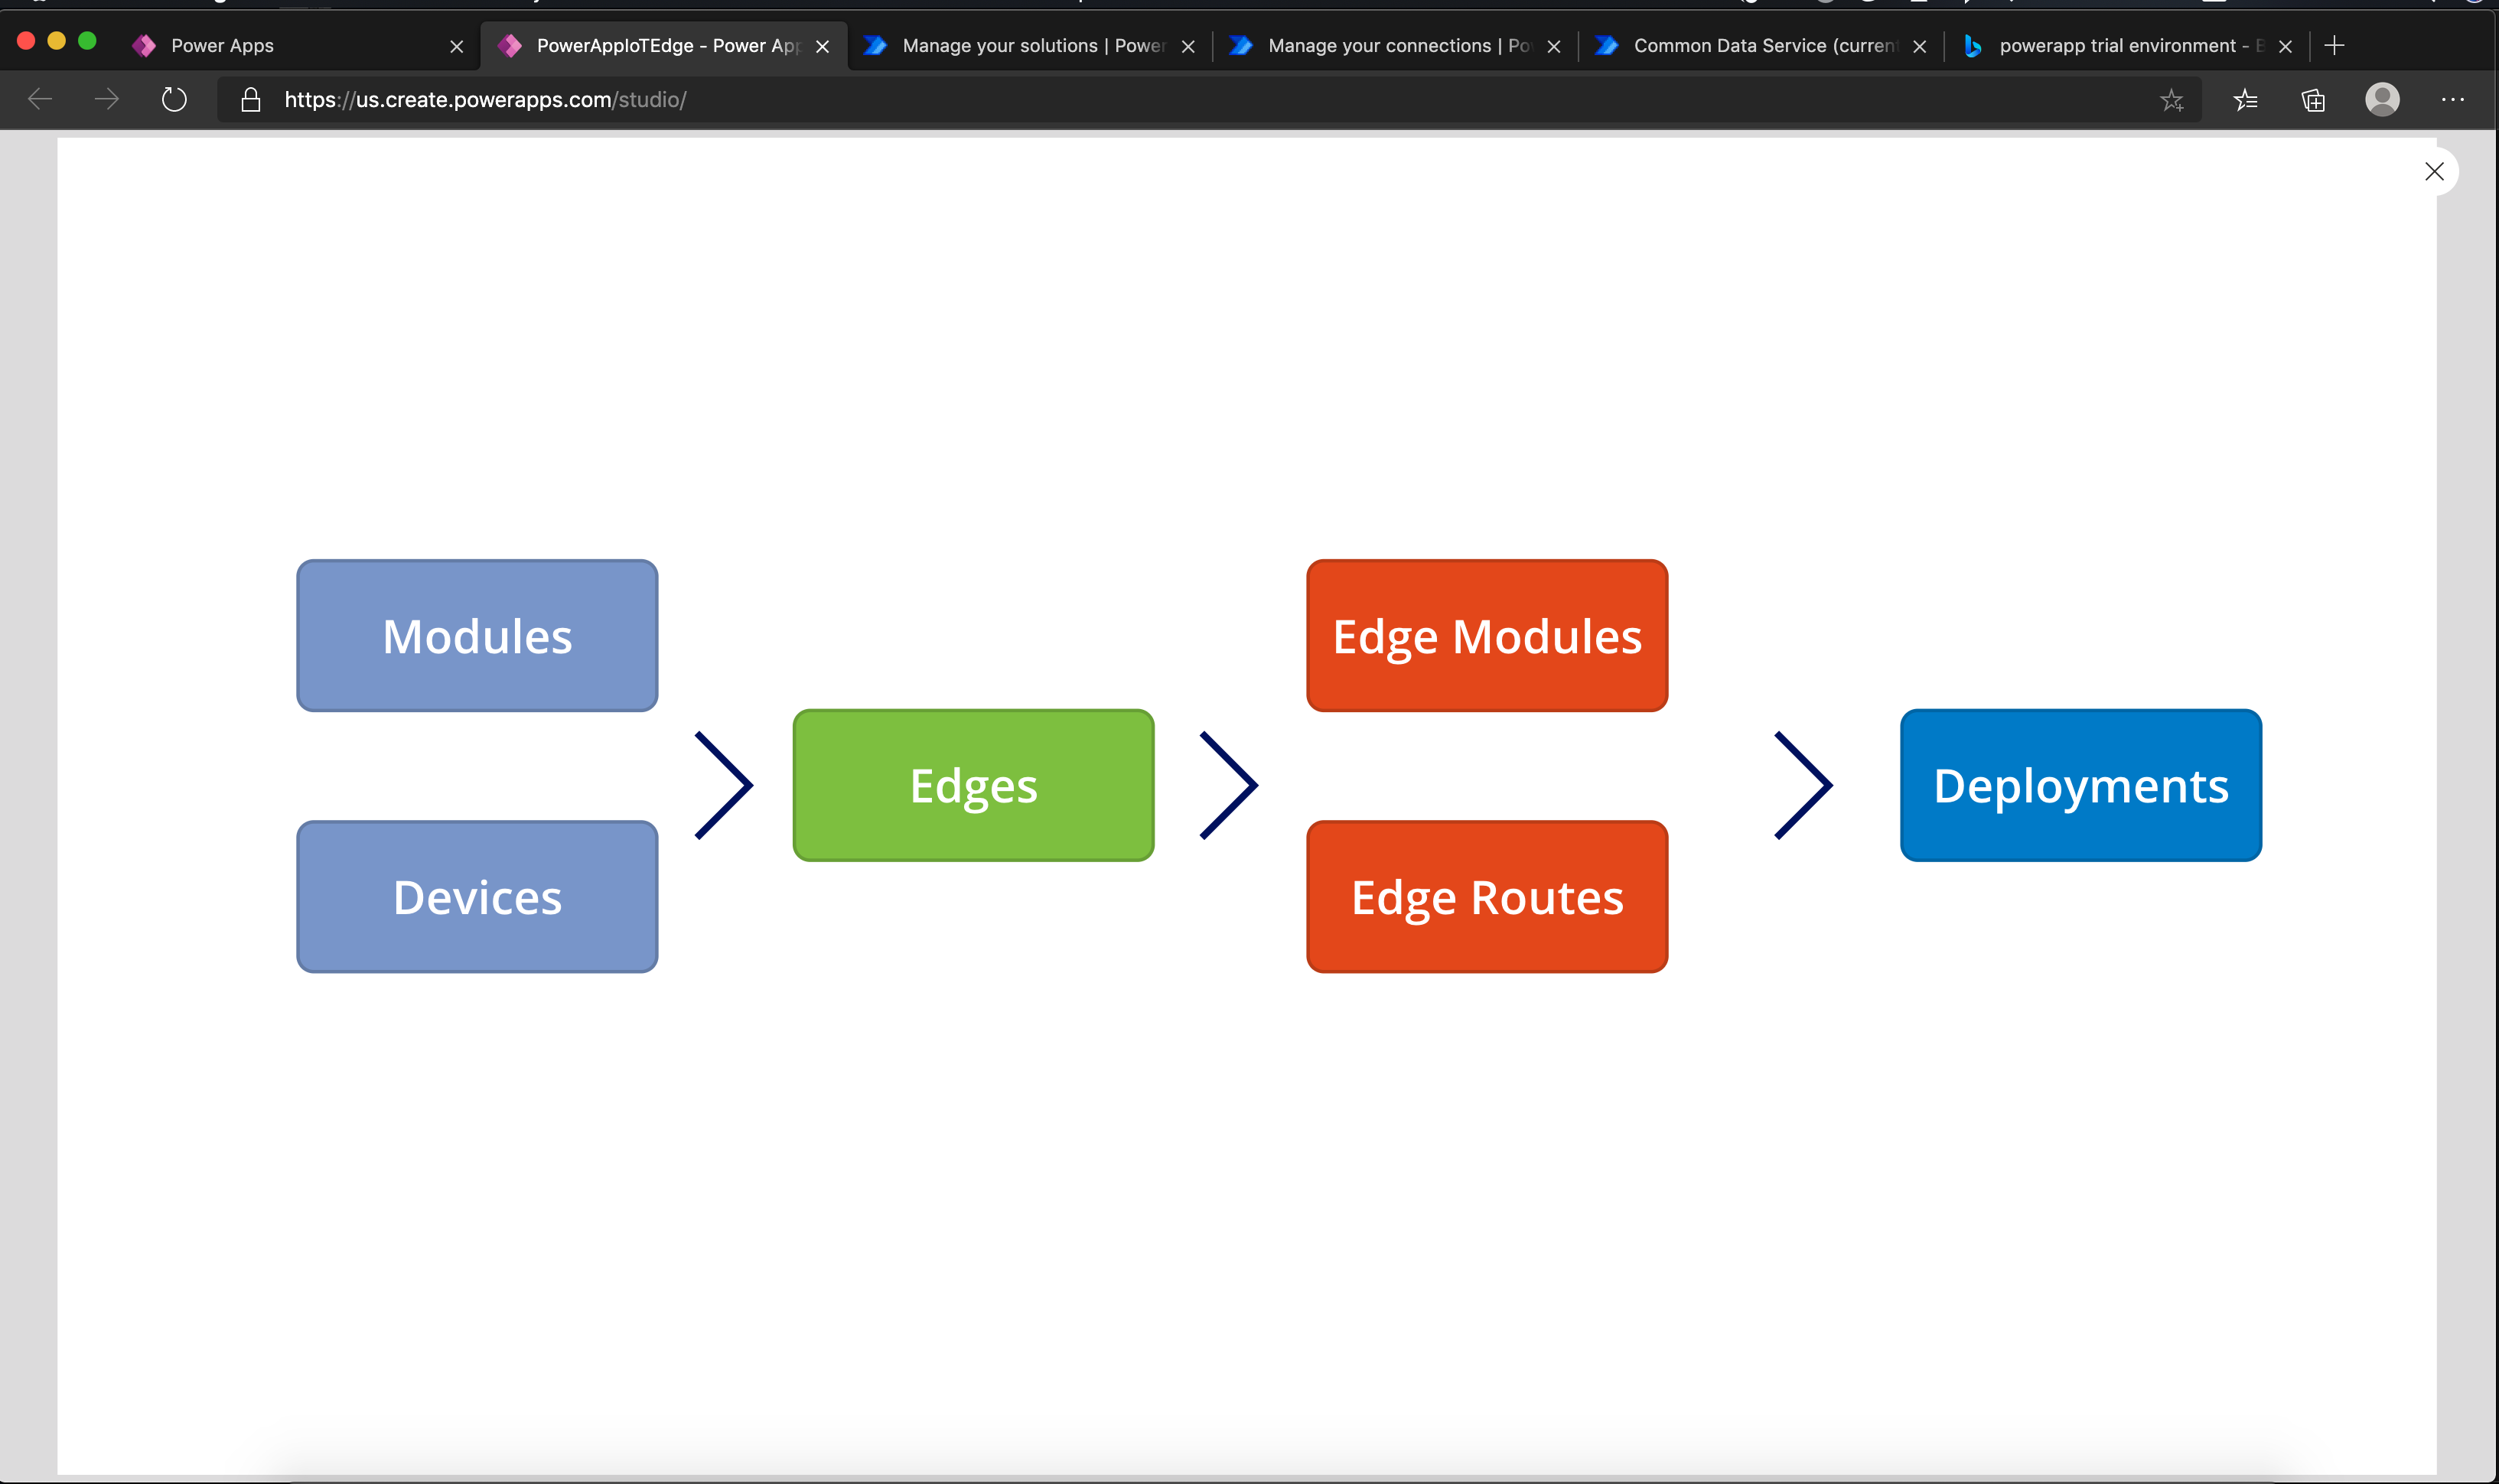 Power Apps
PowerAppIoTEdge - Power App
Manage your solutions | Power
Manage your connections | Po
Common Data Service (curren
powerapp trial environment -
https://us.create.powerapps.com/studio/
Modules
Edge Modules
Edges
Deployments
Devices
Edge Routes